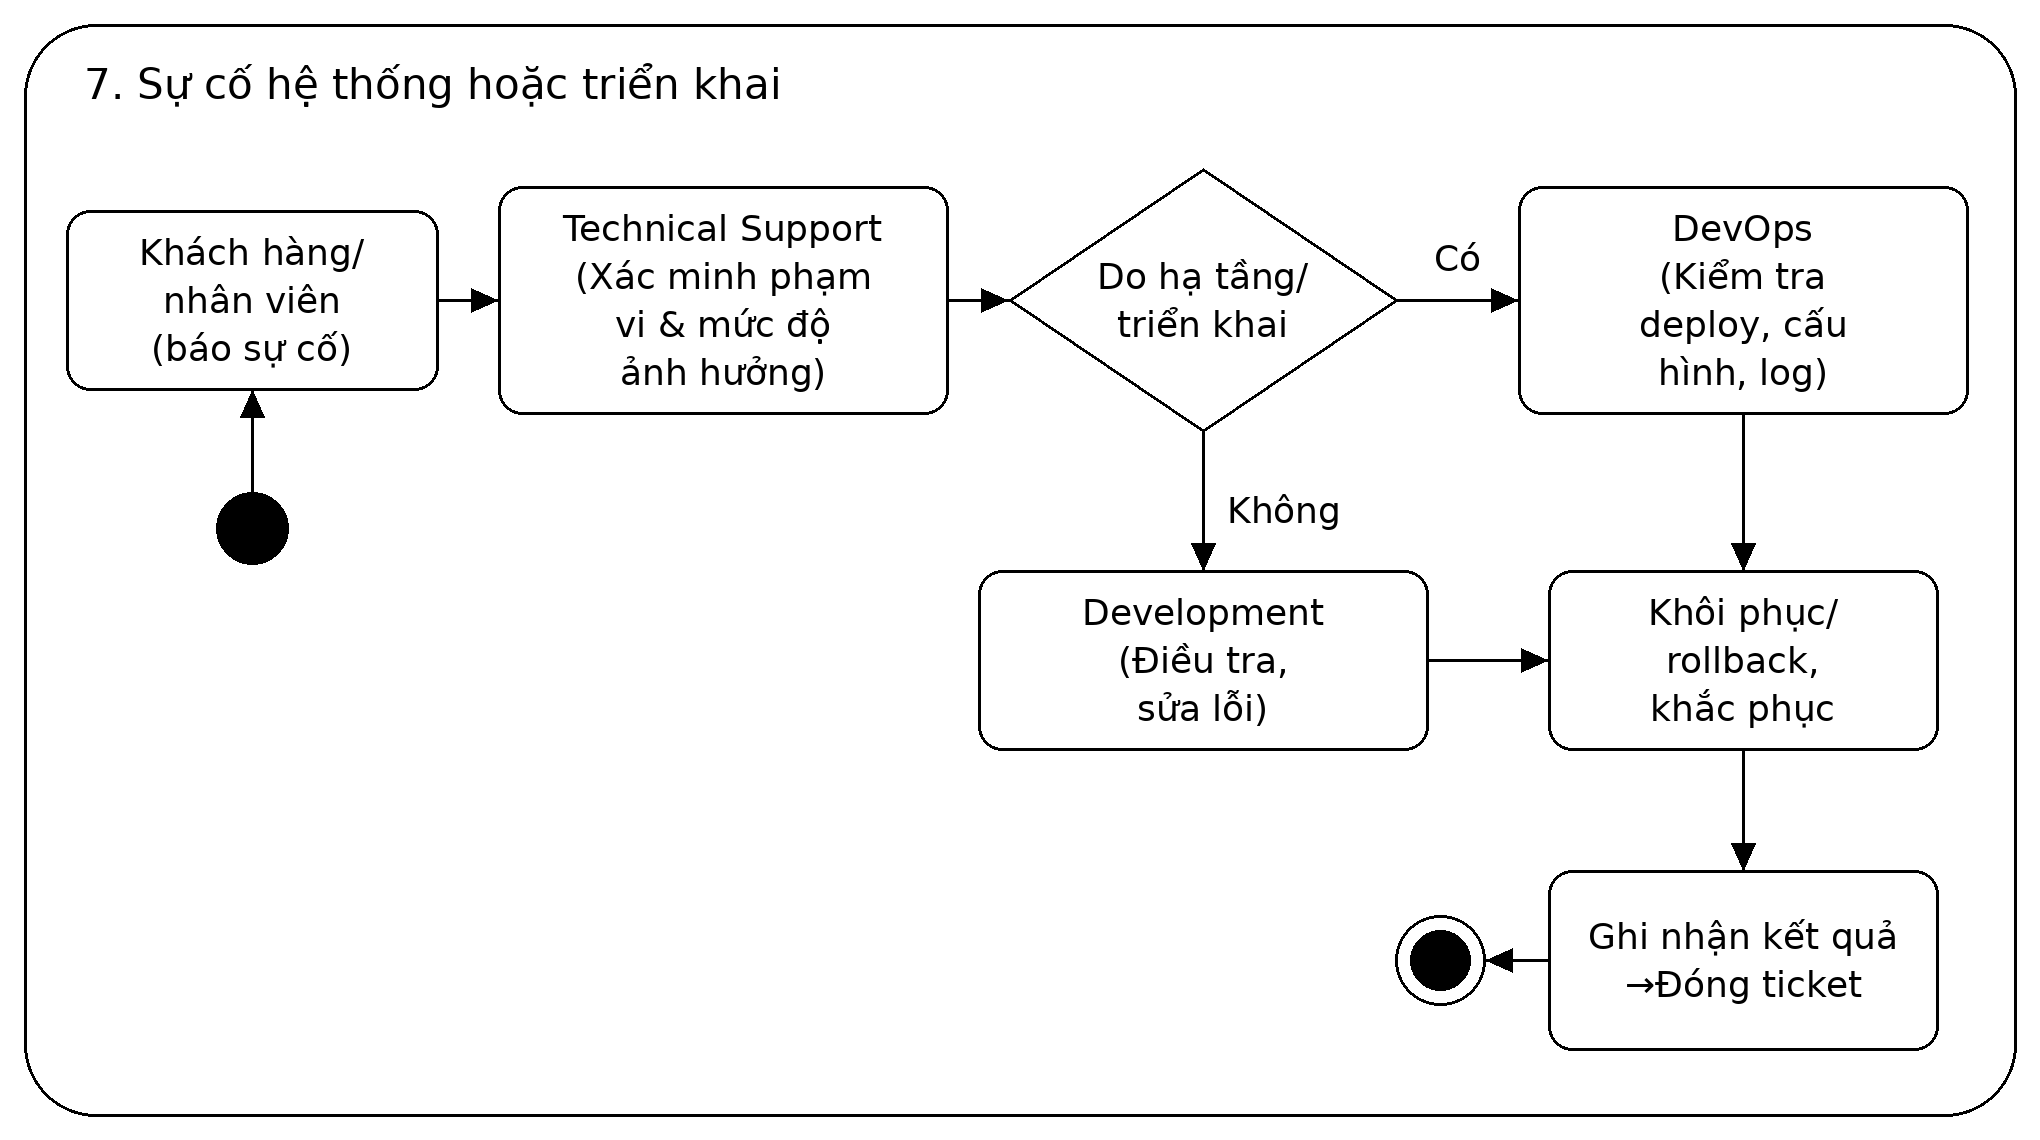 7. Sự cố hệ thống hoặc triển khai
Khách hàng/
nhân viên
(báo sự cố)
Technical Support
(Xác minh phạm
vi & mức độ
ảnh hưởng)
Do hạ tầng/
triển khai
Có
DevOps
(Kiểm tra
deploy, cấu
hình, log)
Không
Development
(Điều tra,
sửa lỗi)
Khôi phục/
rollback,
khắc phục
Ghi nhận kết quả
→Đóng ticket